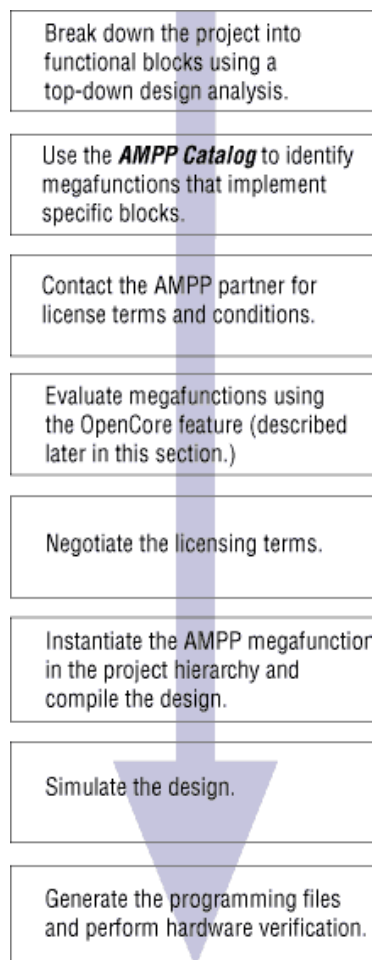 Break down the project into
functional blocks using a
top-down design analysis.
Use the AMPP Catalog to identify
megafunctions that implement
specific blocks.
Contact the AMPP partner for
license terms and conditions.
Evaluate megafunctions using
the OpenCore feature (described
later in this section.)
Negotiate the licensing terms.
Instantiate the AMPP megafunction
in the project hierarchy and
compile the design.
Simulate the design.
Generate the programming files
and perform hardware verification.